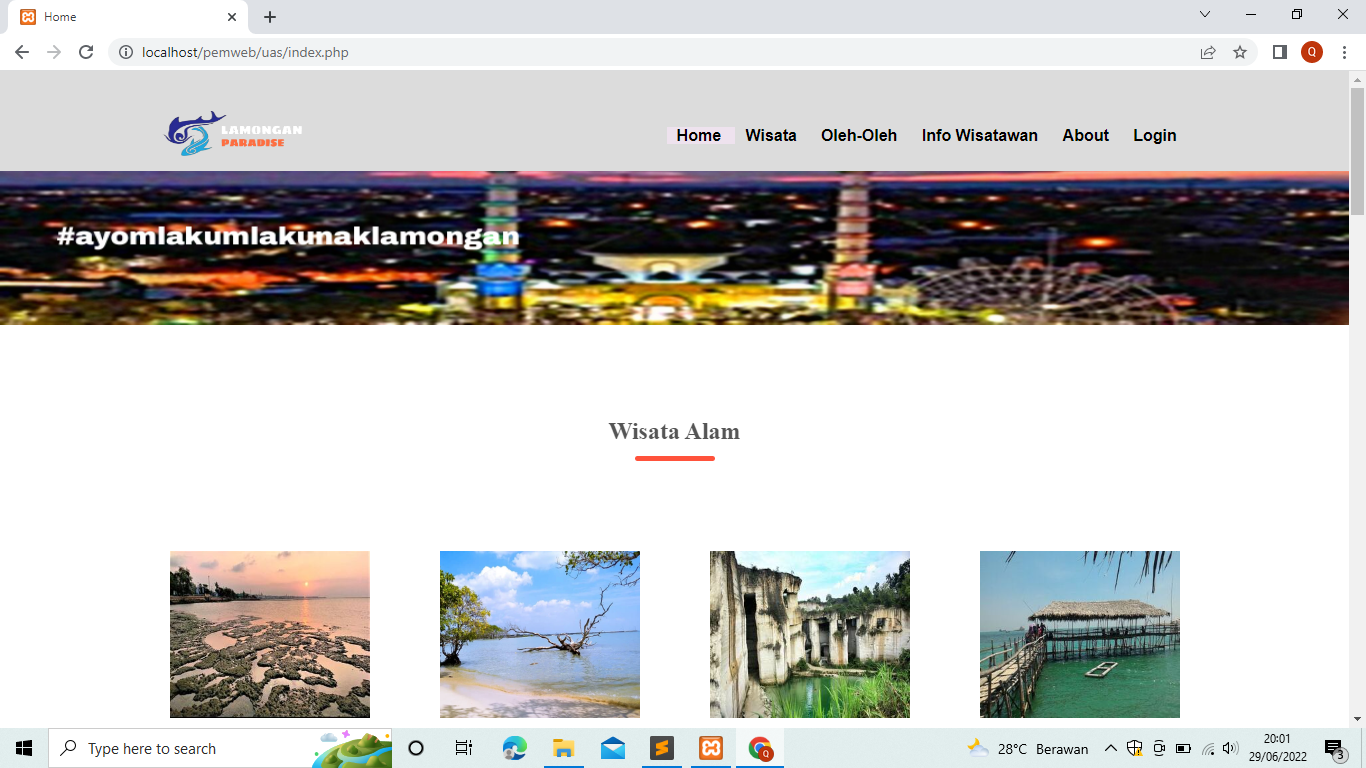 Home
localhost/pemweb/uas/index.php
Q
LAMONGAN
PARADISE
Home Wisata Oleh-Oleh Info Wisatawan About Login
#ayomlakumlakunaklamongan
Wisata Alam
Type here to search
Q
28°C Berawan
20:01
29/06/2022
3